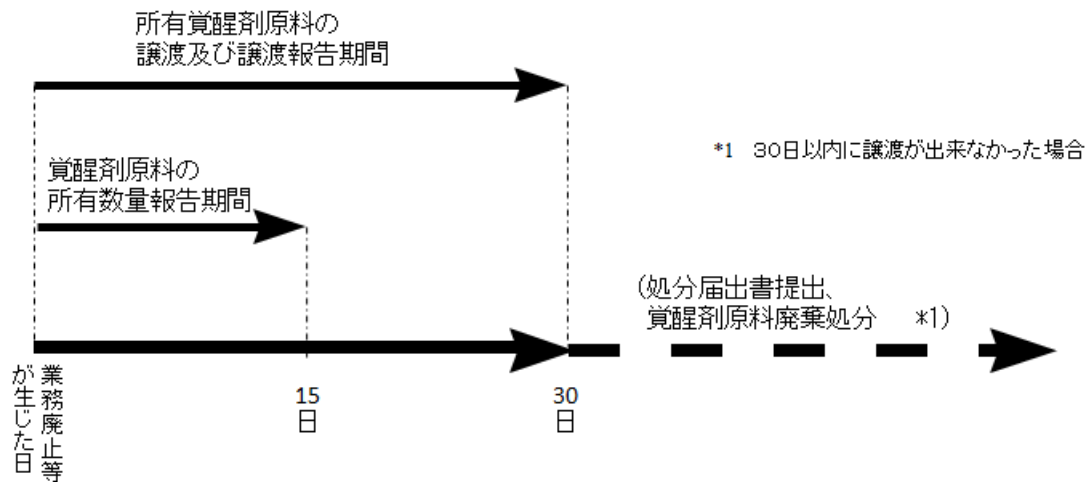 所有覚醒剤原料の
譲渡及び譲渡報告期間
*1 30日以内に譲渡が出来なかった場合
覚醒剤原料の
所有数量報告期間
(処分届出書提出、
覚醒剤原料廃棄処分 *1)
業務廃止等
が生じた日
15
日
30
日